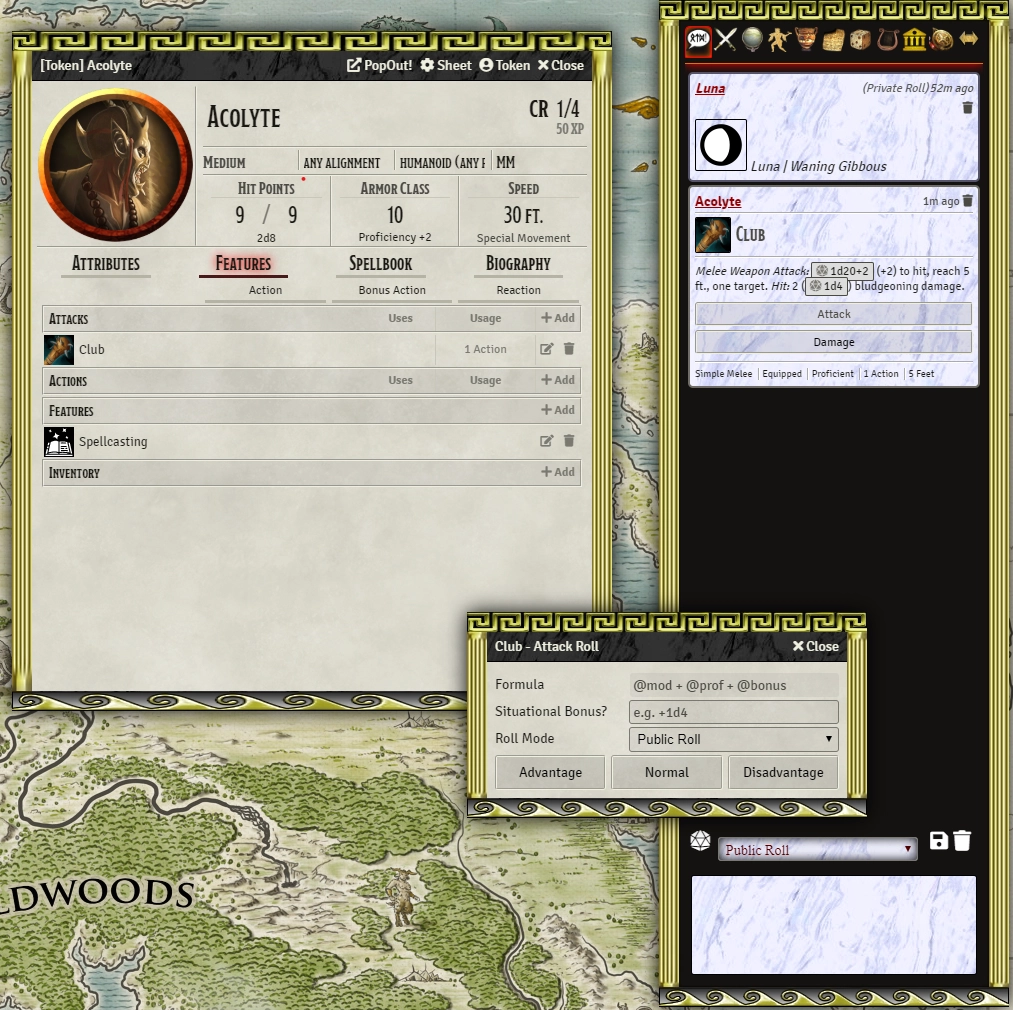 [Token] Acolyte
PopOut! Sheet Token Close
Acolyte
CR 1/4
50 XP
Medium
any alignment
humanoid (any r
MM
Hit Points
9 / 9
2d8
Armor Class
10
Proficiency +2
Speed
30 ft.
Special Movement
Attributes
Features
Spellbook
Biography
Action
Bonus Action
Reaction
Attacks Uses Usage Add
Club 1 Action
Actions Uses Usage Add
Features Add
Spellcasting
Inventory Add
Luna (Private Roll) 52m ago
Luna | Waning Gibbous
Acolyte 1m ago
Club
Melee Weapon Attack: 1d20+2 (+2) to hit, reach 5
ft., one target. Hit: 2 ( 1d4 ) bludgeoning damage.
Attack
Damage
Simple Melee Equipped Proficient 1 Action 5 Feet
Club - Attack Roll Close
Formula @mod + @prof + @bonus
Situational Bonus? e.g. +1d4
Roll Mode Public Roll
Advantage Normal Disadvantage
Public Roll
LDWOODS